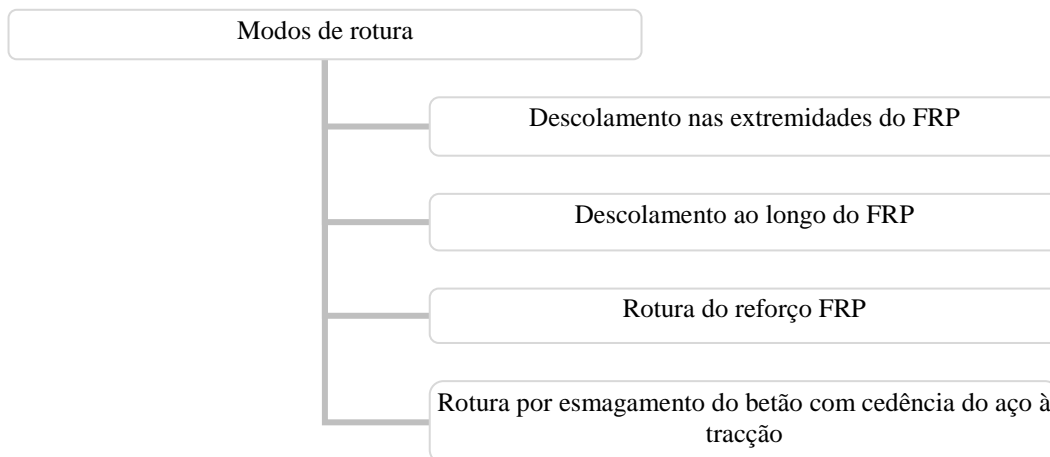 Modos de rotura
Descolamento nas extremidades do FRP
Descolamento ao longo do FRP
Rotura do reforço FRP
Rotura por esmagamento do betão com cedência do aço à
tracção